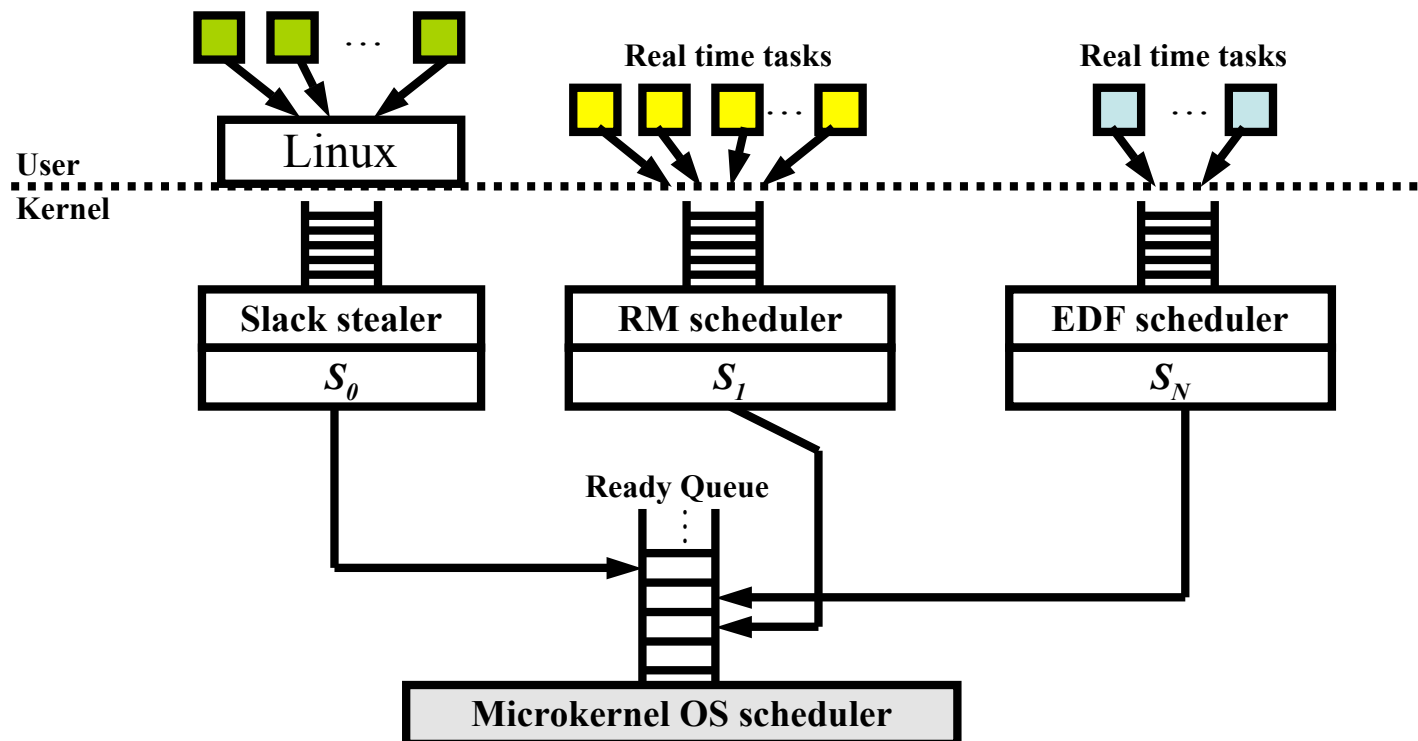 ...
Real time tasks
Real time tasks
...
...
Linux
User
Kernel
Slack stealer
RM scheduler
EDF scheduler
S0
S1
SN
Ready Queue
Microkernel OS scheduler